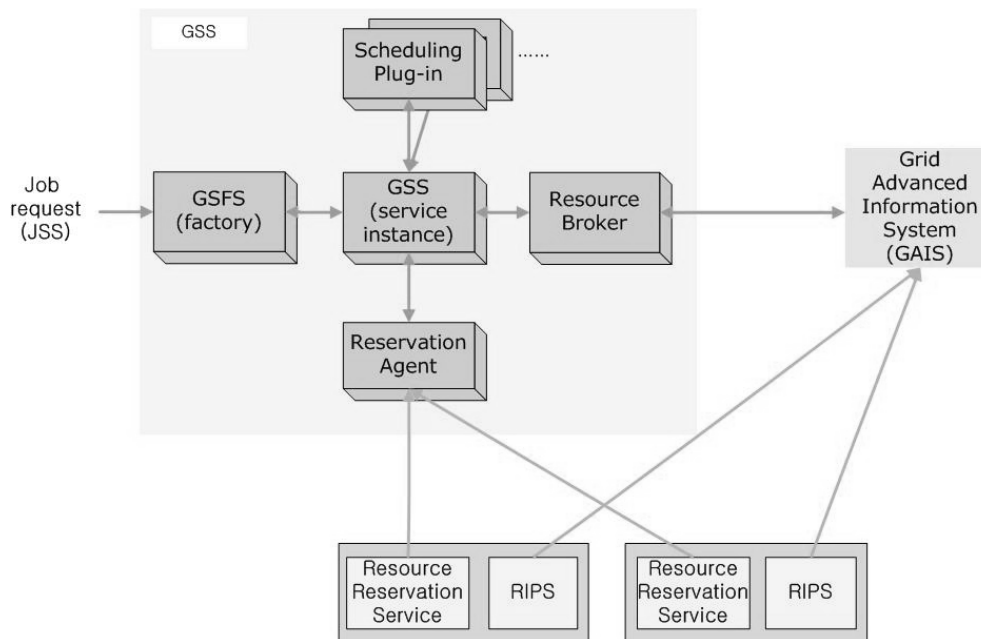 GSS
Scheduling
Plug-in
......
Job
request
(JSS)
GSFS
(factory)
GSS
(service
instance)
Resource
Broker
Grid
Advanced
Information
System
(GAIS)
Reservation
Agent
Resource
Reservation
Service
RIPS
Resource
Reservation
Service
RIPS